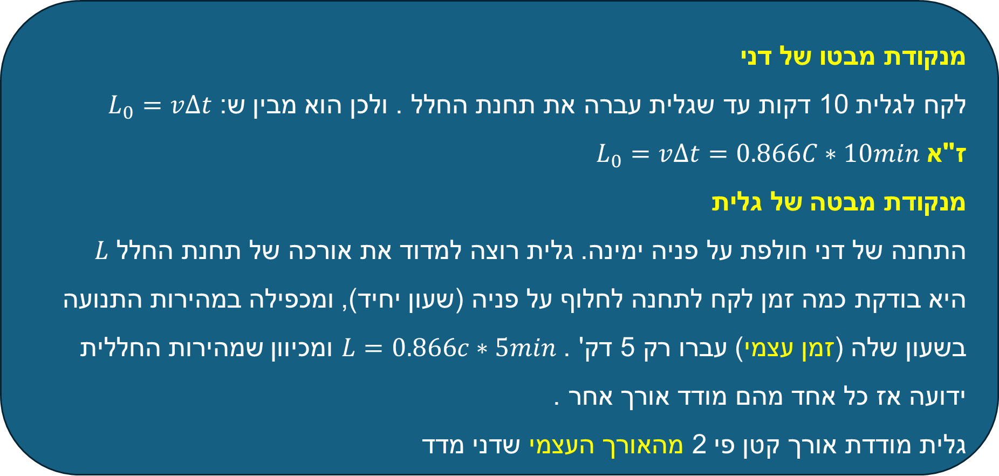 מנקודת מבטו של דני
לקח לגלית 10 דקות עד שגלית עברה את תחנת החלל . ולכן הוא מבין ש: L₀ = vΔt
ז"א L₀ = vΔt = 0.866C * 10min
מנקודת מבטה של גלית
התחנה של דני חולפת על פניה ימינה. גלית רוצה למדוד את אורכה של תחנת החלל L
היא בודקת כמה זמן לקח לתחנה לחלוף על פניה (שעון יחיד), ומכפילה במהירות התנועה
בשעון שלה (זמן עצמי) עברו רק 5 דק' . L = 0.866c * 5min ומכיוון שמהירות החללית
ידועה אז כל אחד מהם מודד אורך אחר .
גלית מודדת אורך קטן פי 2 מהאורך העצמי שדני מדד